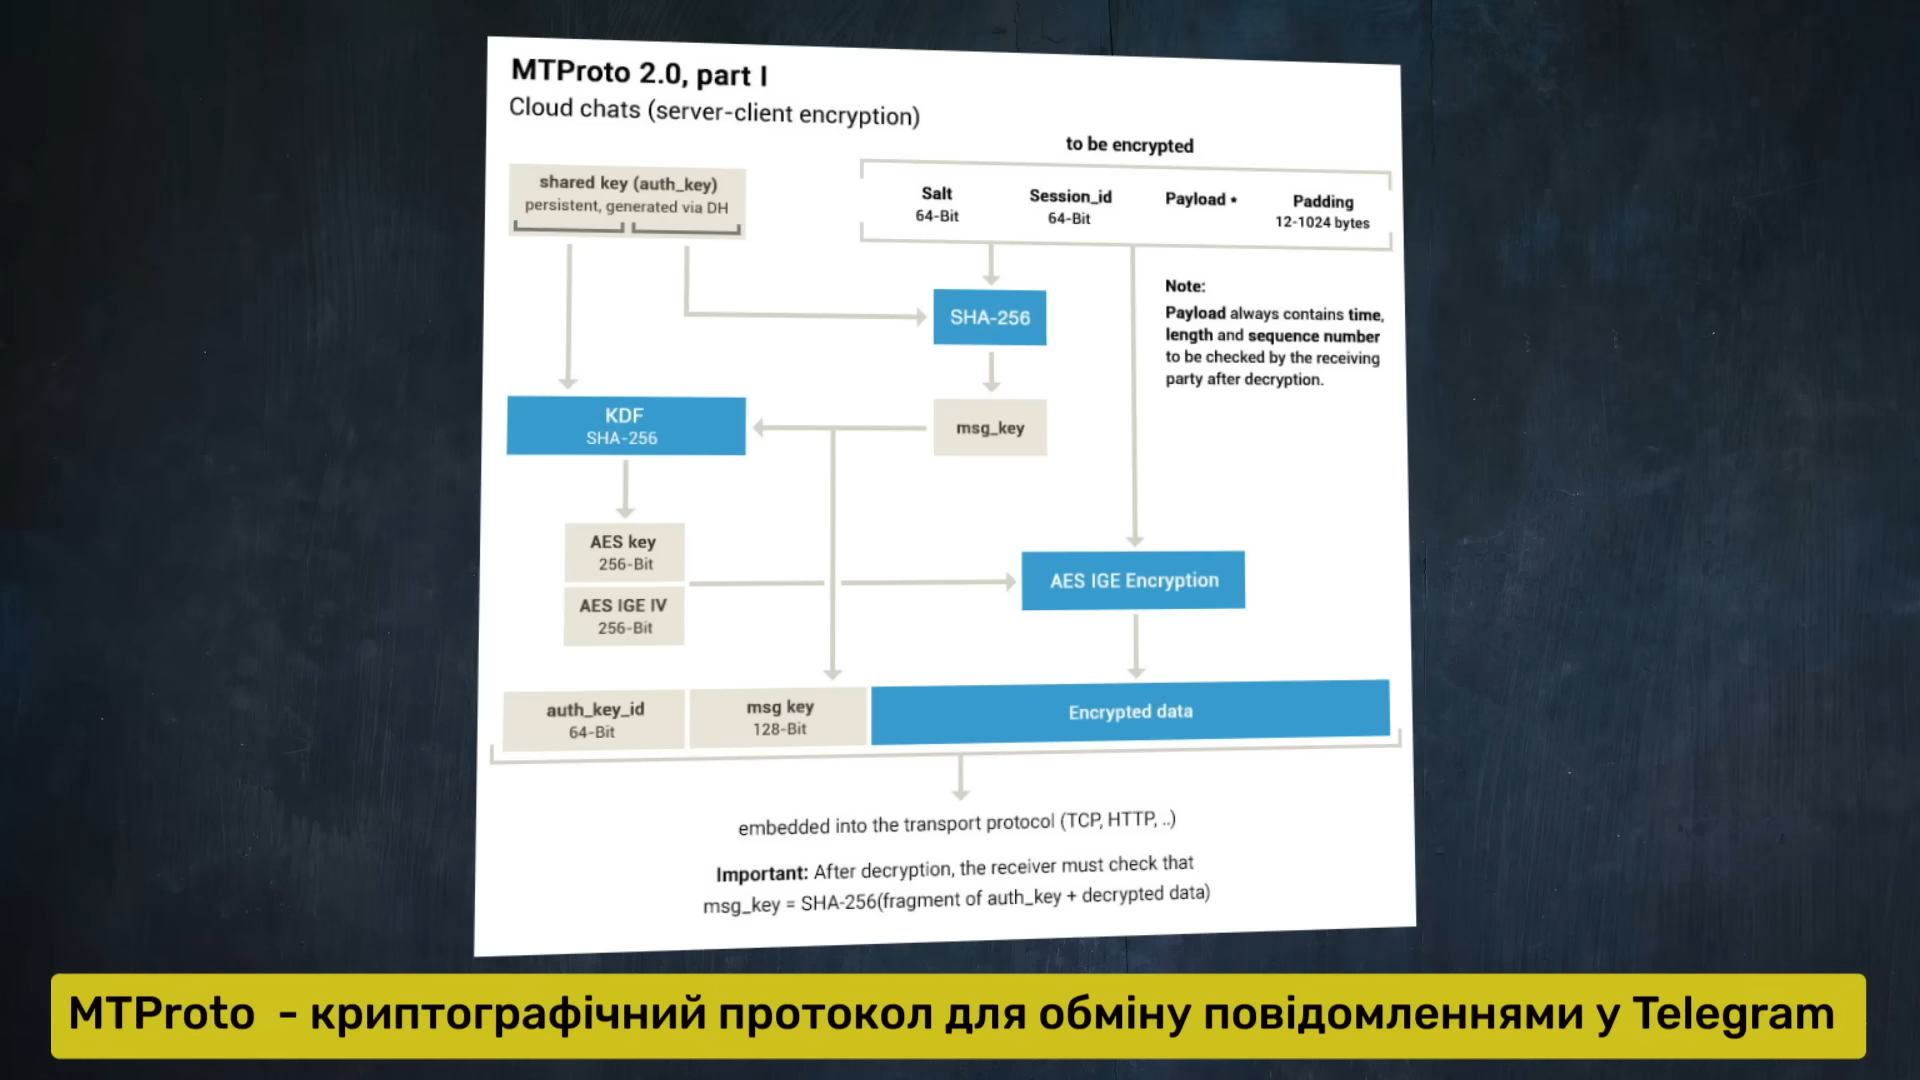 MTProto 2.0, part I
Cloud chats (server-client encryption)
to be encrypted
shared key (auth_key)
persistent, generated via DH
Salt
64-Bit
Session_id
64-Bit
Payload *
Padding
12-1024 bytes
SHA-256
Note:
Payload always contains time,
length and sequence number
to be checked by the receiving
party after decryption.
KDF
SHA-256
msg_key
AES key
256-Bit
AES IGE IV
256-Bit
AES IGE Encryption
auth_key_id
64-Bit
msg key
128-Bit
Encrypted data
embedded into the transport protocol (TCP, HTTP, ..)
Important: After decryption, the receiver must check that
msg_key = SHA-256(fragment of auth_key + decrypted data)
MTProto - криптографічний протокол для обміну повідомленнями у Telegram